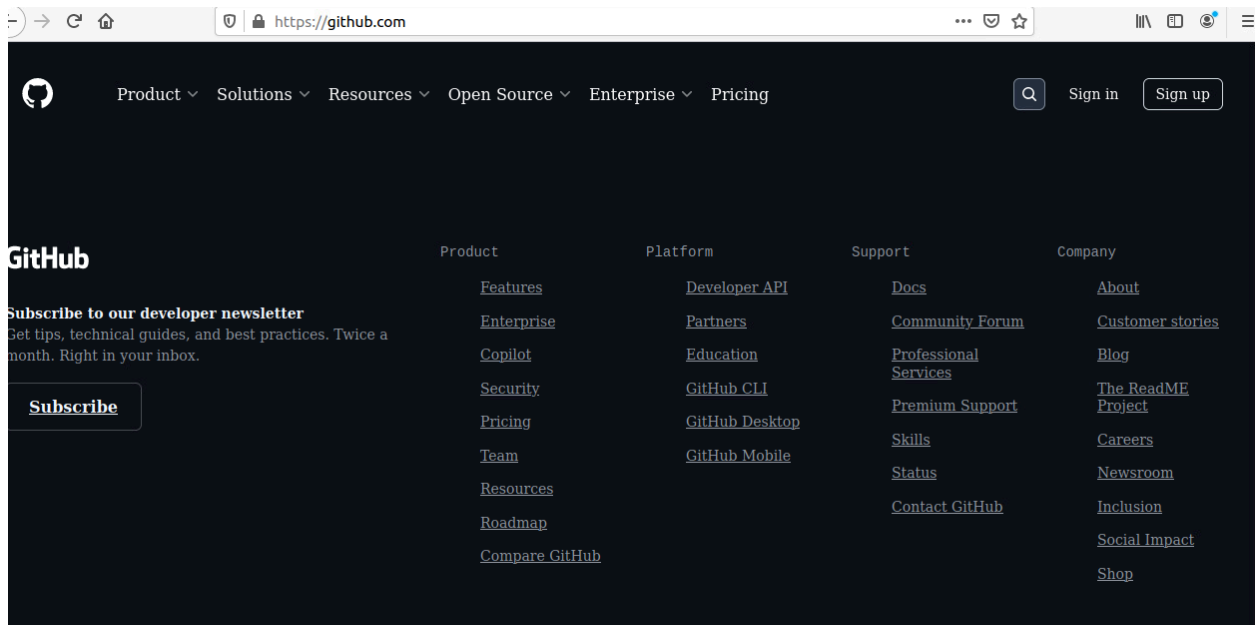 https://github.com
Product Solutions Resources Open Source Enterprise Pricing Sign in Sign up
GitHub
Subscribe to our developer newsletter
Get tips, technical guides, and best practices. Twice a
month. Right in your inbox.
Subscribe
Product
Features
Enterprise
Copilot
Security
Pricing
Team
Resources
Roadmap
Compare GitHub
Platform
Developer API
Partners
Education
GitHub CLI
GitHub Desktop
GitHub Mobile
Support
Docs
Community Forum
Professional
Services
Premium Support
Skills
Status
Contact GitHub
Company
About
Customer stories
Blog
The ReadME
Project
Careers
Newsroom
Inclusion
Social Impact
Shop